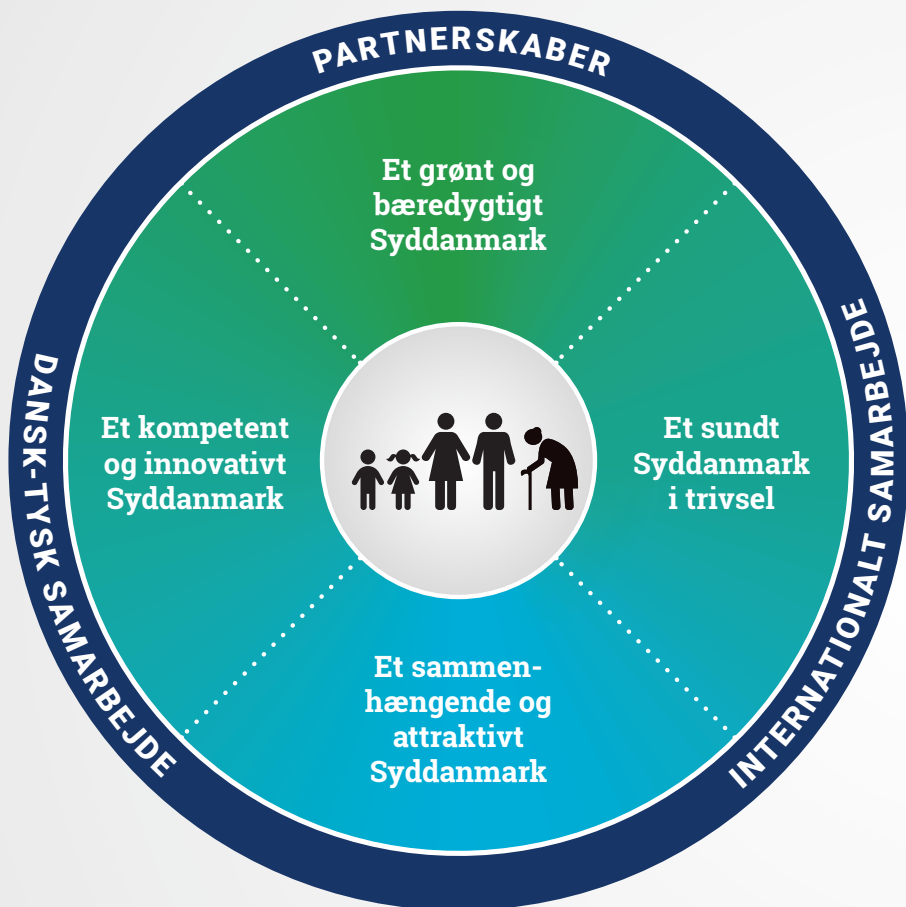 PARTNERSKABER
Et grønt og
bæredygtigt
Syddanmark
DANSK-TYSK SAMARBEJDE
Et kompetent
og innovativt
Syddanmark
Et sundt
Syddanmark
i trivsel
INTERNATIONALT SAMARBEJDE
Et sammen-
hængende og
attraktivt
Syddanmark